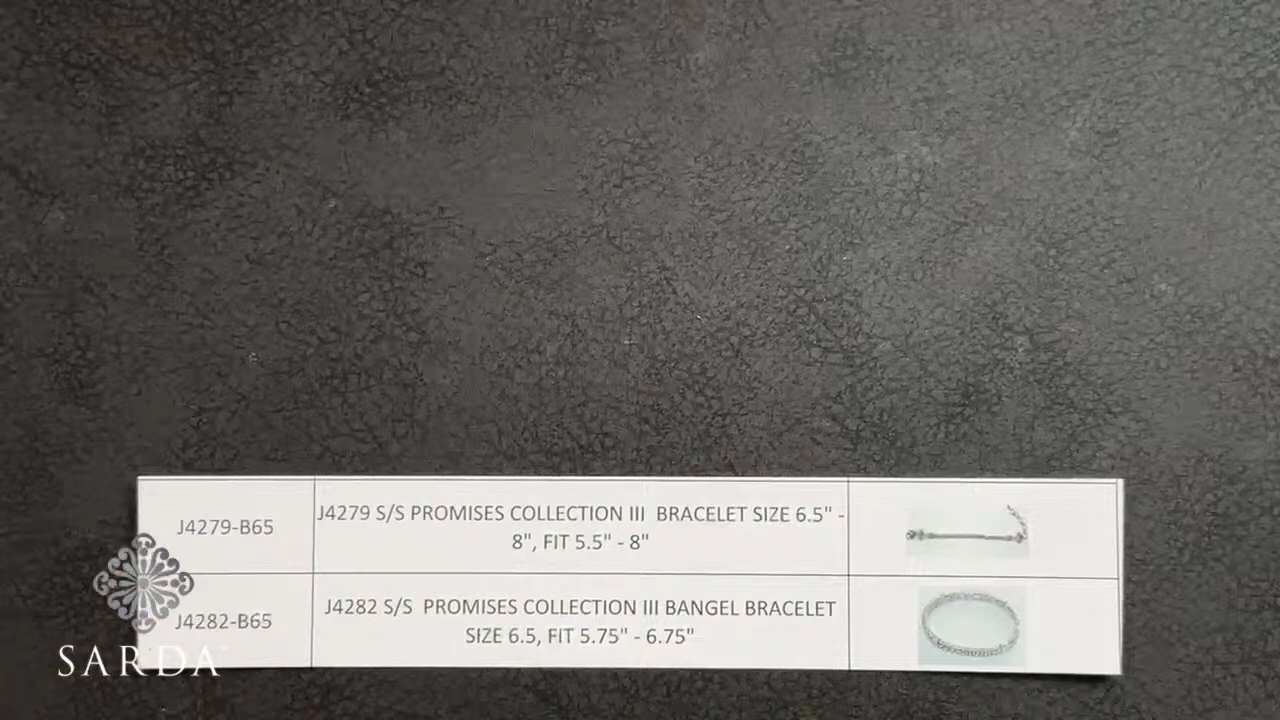 J4279-B65
J4279 S/S PROMISES COLLECTION III BRACELET SIZE 6.5" -
8", FIT 5.5" - 8"
J4282-B65
J4282 S/S PROMISES COLLECTION III BANGEL BRACELET
SIZE 6.5, FIT 5.75" - 6.75"
SARDA